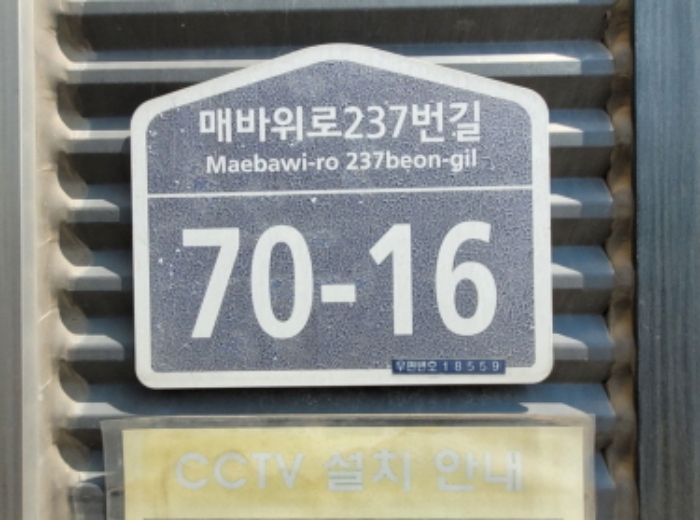 매바위로237번길
Maebawi-ro 237beon-gil
70-16
우편번호 18559
CCTV 설치 안내